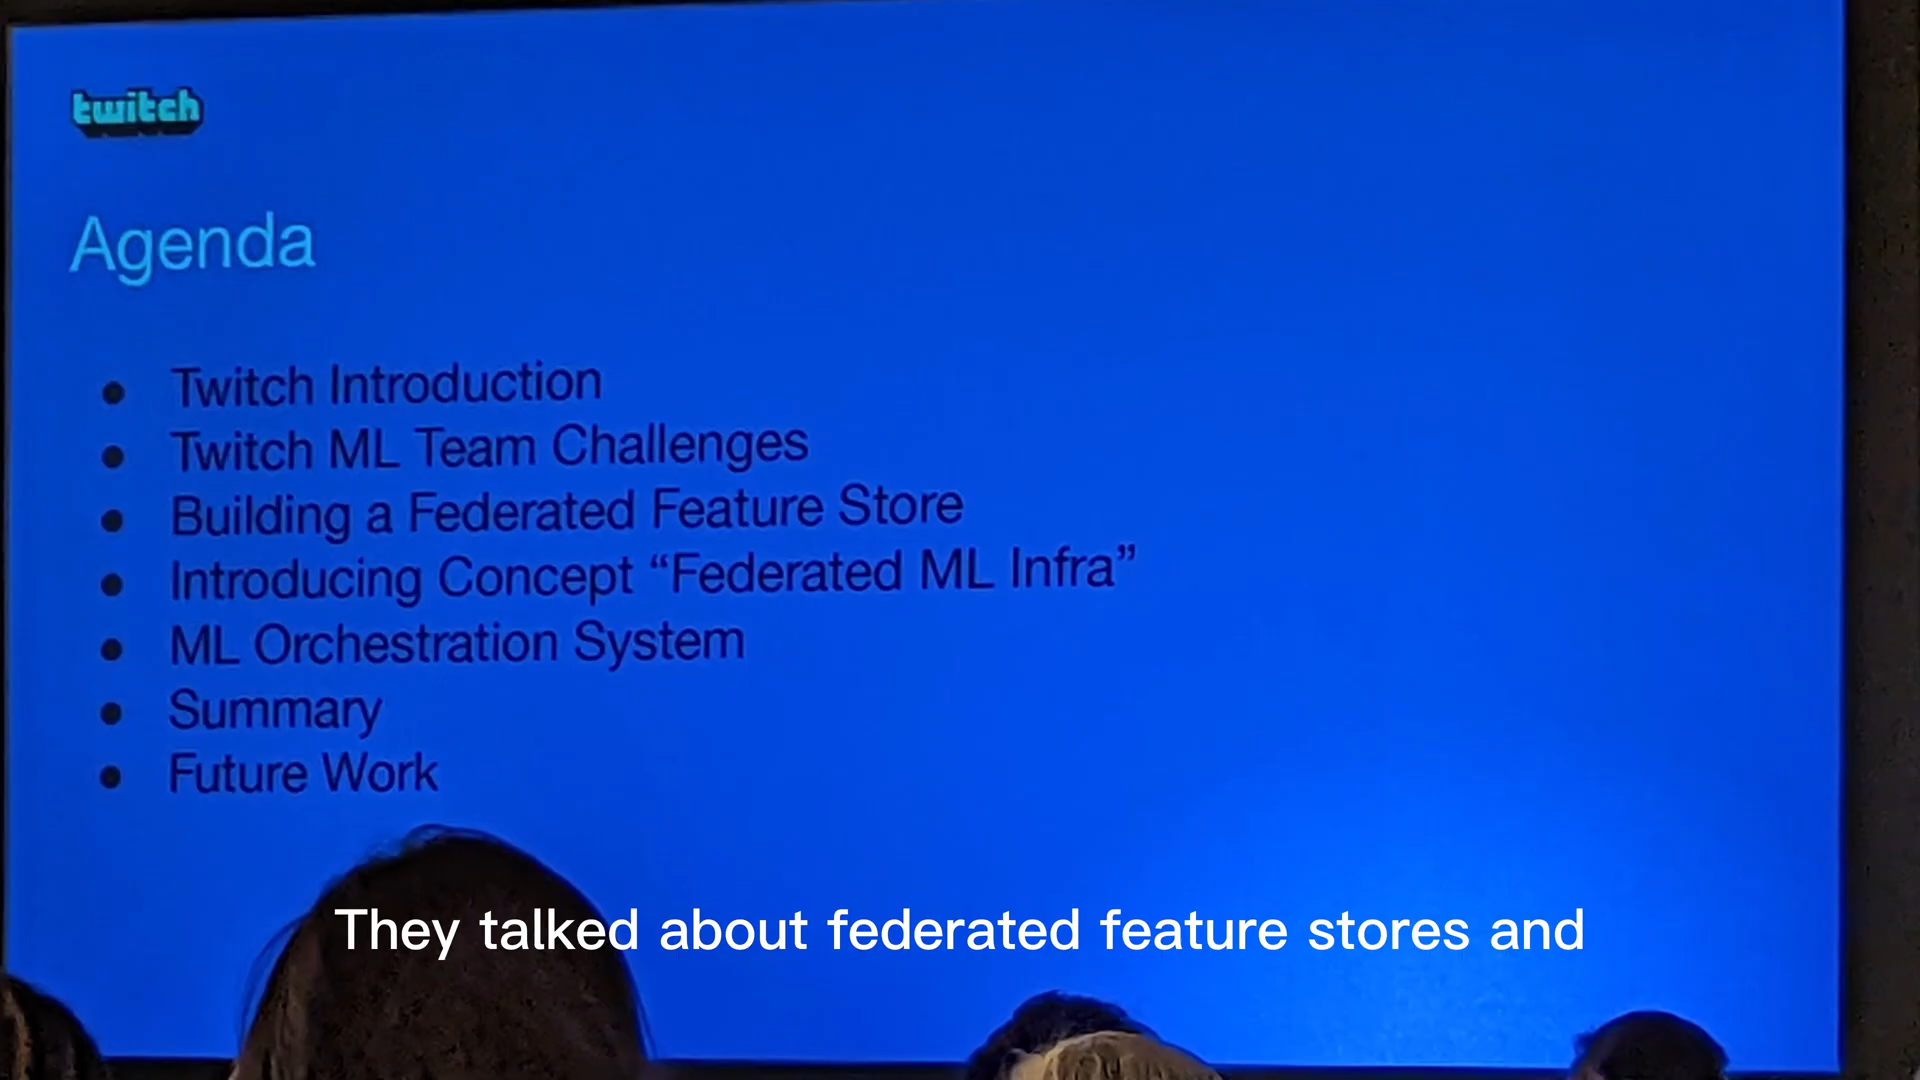 twitch
Agenda
• Twitch Introduction
• Twitch ML Team Challenges
• Building a Federated Feature Store
• Introducing Concept “Federated ML Infra”
• ML Orchestration System
• Summary
• Future Work
They talked about federated feature stores and